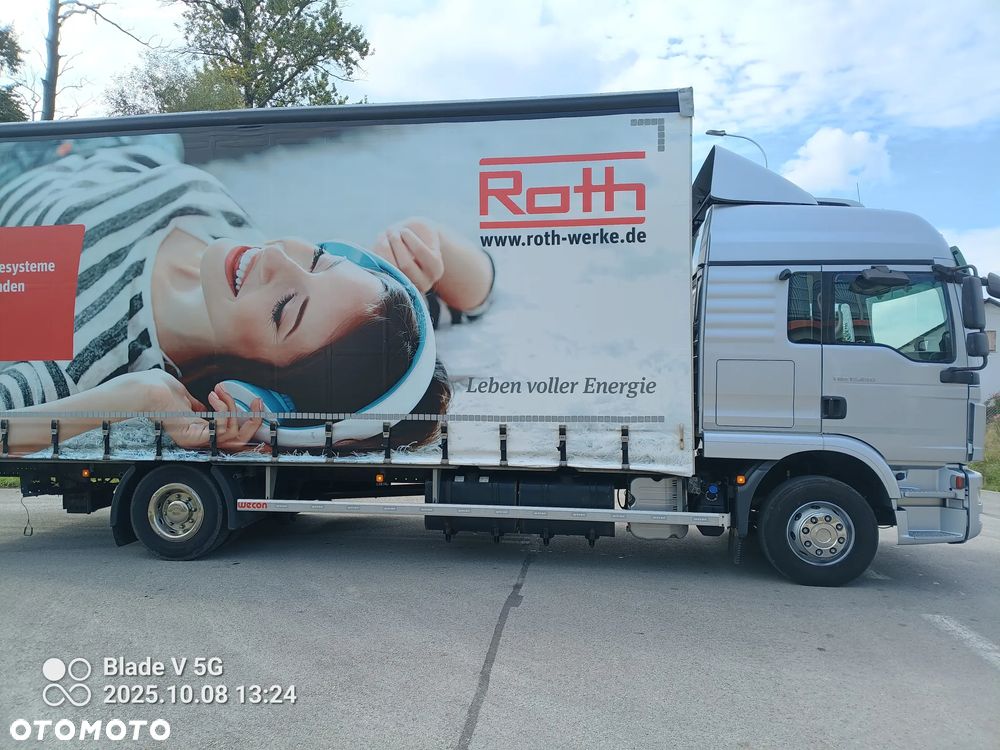 Roth
www.roth-werke.de
esysteme
nden
Leben voller Energie
wecon
Blade V 5G
2025.10.08 13:24
OTOMOTO